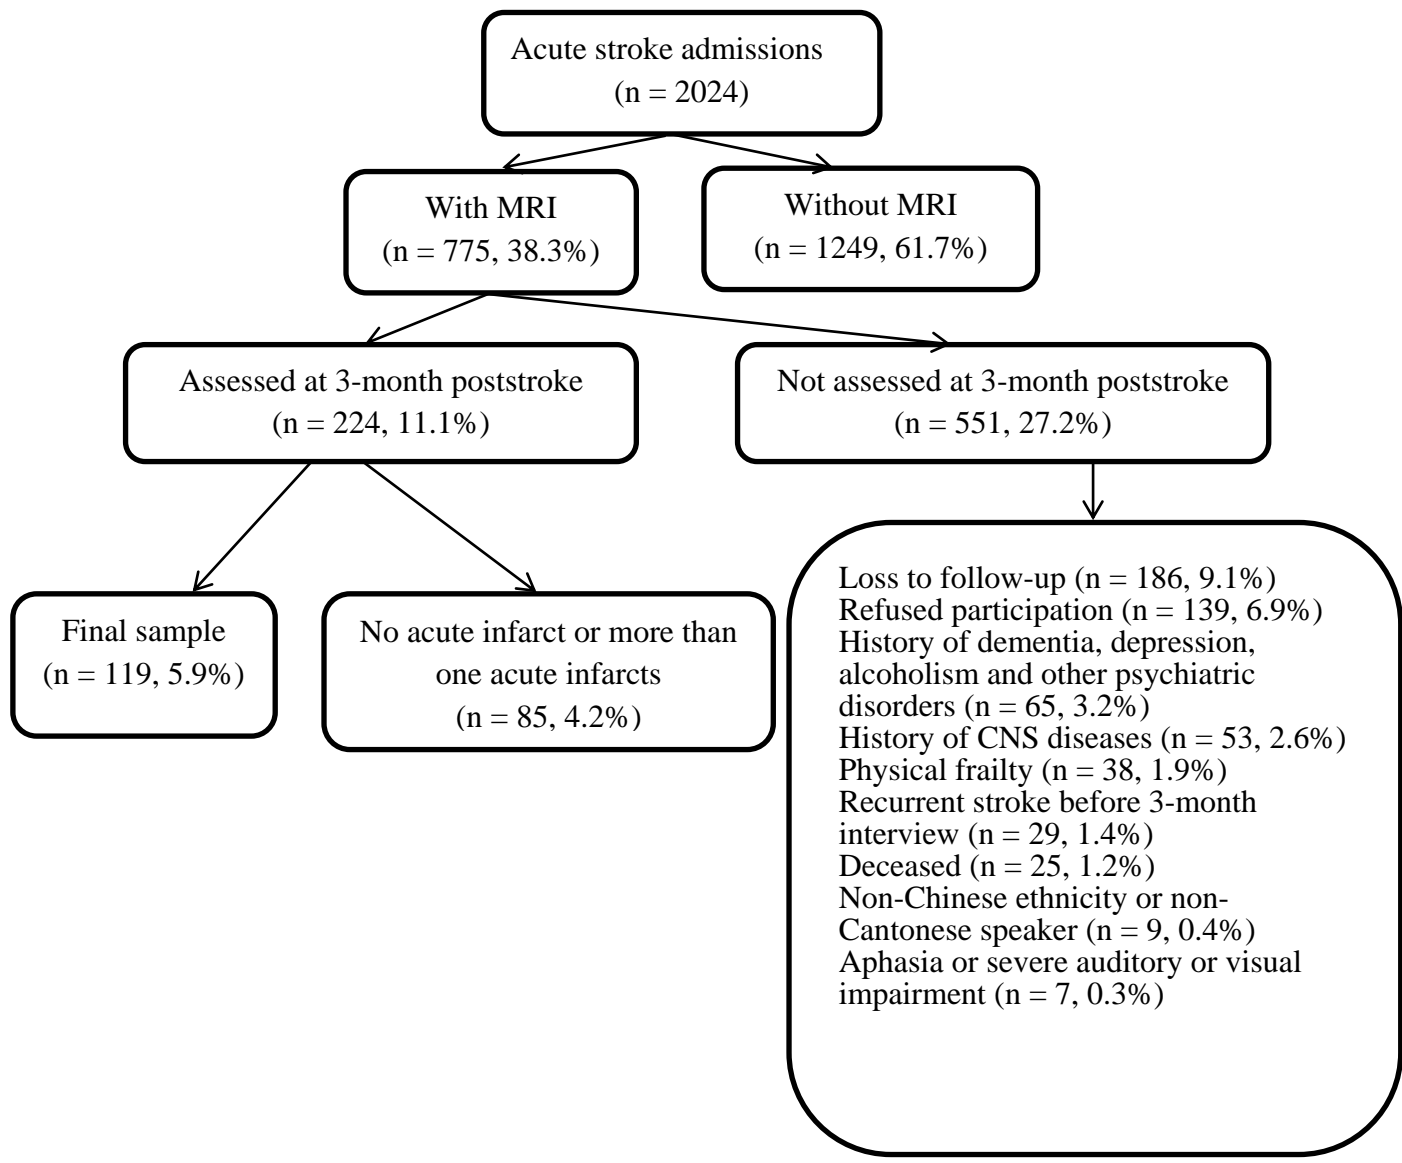 Acute stroke admissions
(n = 2024)
With MRI
(n = 775, 38.3%)
Without MRI
(n = 1249, 61.7%)
Assessed at 3-month poststroke
(n = 224, 11.1%)
Not assessed at 3-month poststroke
(n = 551, 27.2%)
Final sample
(n = 119, 5.9%)
No acute infarct or more than
one acute infarcts
(n = 85, 4.2%)
Loss to follow-up (n = 186, 9.1%)
Refused participation (n = 139, 6.9%)
History of dementia, depression,
alcoholism and other psychiatric
disorders (n = 65, 3.2%)
History of CNS diseases (n = 53, 2.6%)
Physical frailty (n = 38, 1.9%)
Recurrent stroke before 3-month
interview (n = 29, 1.4%)
Deceased (n = 25, 1.2%)
Non-Chinese ethnicity or non-
Cantonese speaker (n = 9, 0.4%)
Aphasia or severe auditory or visual
impairment (n = 7, 0.3%)